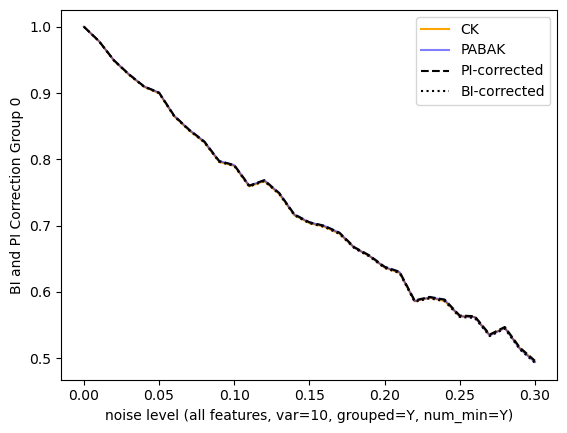 CK
PABAK
PI-corrected
BI-corrected
BI and PI Correction Group 0
1.0
0.9
0.8
0.7
0.6
0.5
0.00 0.05 0.10 0.15 0.20 0.25 0.30
noise level (all features, var=10, grouped=Y, num_min=Y)